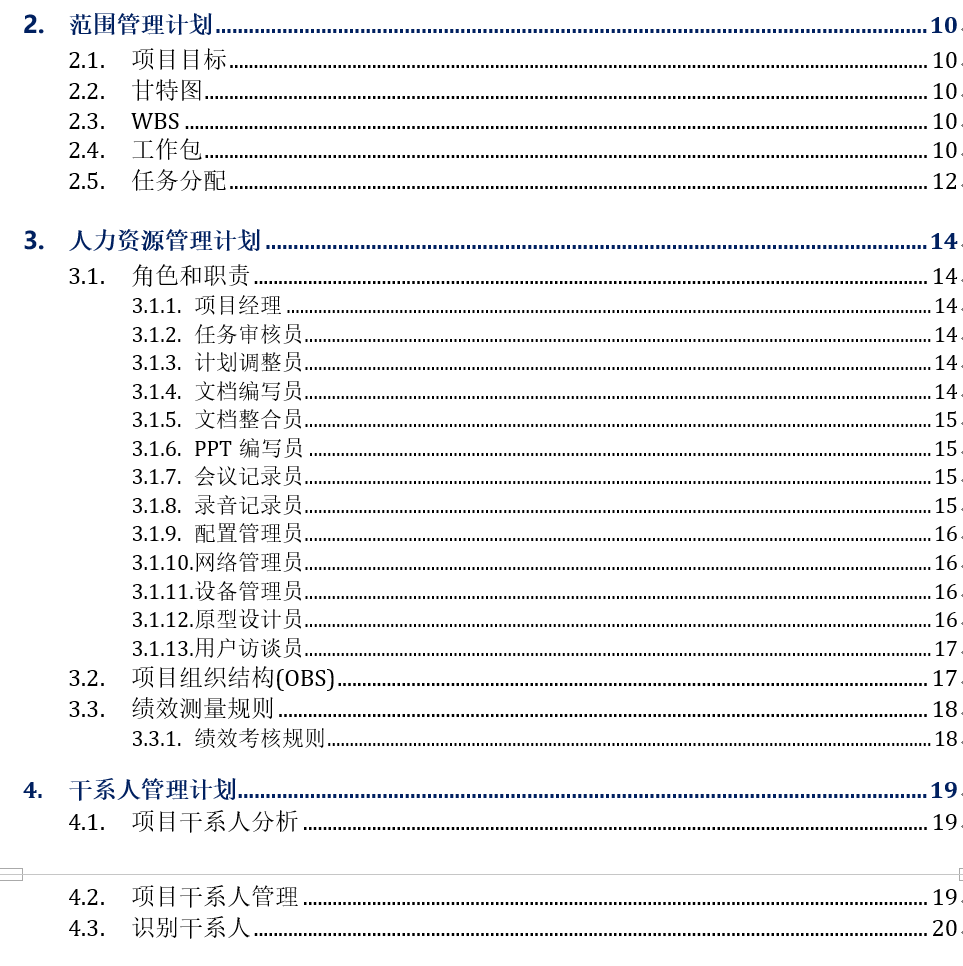 2. 范围管理计划 10
2.1. 项目目标 10
2.2. 甘特图 10
2.3. WBS 10
2.4. 工作包 10
2.5. 任务分配 12
3. 人力资源管理计划 14
3.1. 角色和职责 14
3.1.1. 项目经理 14
3.1.2. 任务审核员 14
3.1.3. 计划调整员 14
3.1.4. 文档编写员 14
3.1.5. 文档整合员 15
3.1.6. PPT 编写员 15
3.1.7. 会议记录员 15
3.1.8. 录音记录员 15
3.1.9. 配置管理员 16
3.1.10.网络管理员 16
3.1.11.设备管理员 16
3.1.12.原型设计员 16
3.1.13.用户访谈员 17
3.2. 项目组织结构(OBS) 17
3.3. 绩效测量规则 18
3.3.1. 绩效考核规则 18
4. 干系人管理计划 19
4.1. 项目干系人分析 19
4.2. 项目干系人管理 19
4.3. 识别干系人 20